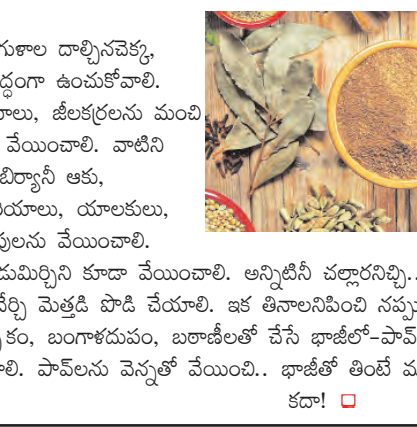 గుళాల దాల్చినచెక్క,
ద్ధంగా ఉంచుకోవాలి.
బాలు, జీలకర్రలను మంచి
వేయించాలి. వాటిని
బిర్యానీ ఆకు,
రియాలు, యాలకులు,
పులను వేయించాలి.
డుమిర్చిని కూడా వేయించాలి. అన్నిటినీ చల్లారనిచ్చి..
చేర్చి మెత్తడి పొడి చేయాలి. ఇక తినాలనిపించి నప్పు
కం, బంగాళదుపం, బఠాణీలతో చేసే భాజీలో-పావ్
ాలి. పావ్‌లను వెన్నతో వేయించి.. భాజీతో తింటే మ
కదా!